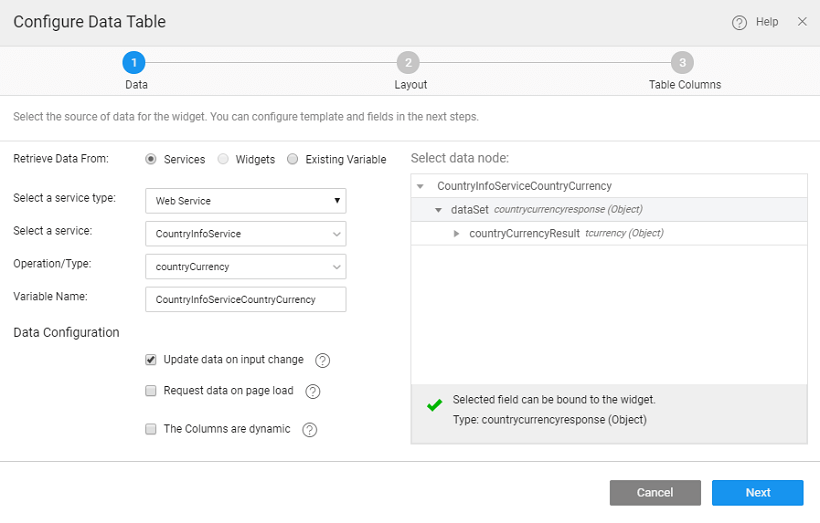 Configure Data Table
? Help ×
1 2 3
Data Layout Table Columns
Select the source of data for the widget. You can configure template and fields in the next steps.
Retrieve Data From: Services Widgets Existing Variable
Select a service type: Web Service
Select a service: CountryInfoService
Operation/Type: countryCurrency
Variable Name: CountryInfoServiceCountryCurrency
Data Configuration
Update data on input change ?
Request data on page load ?
The Columns are dynamic ?
Select data node:
CountryInfoServiceCountryCurrency
dataSet countrycurrencyresponse (Object)
countryCurrencyResult tcurrency (Object)
Selected field can be bound to the widget.
Type: countrycurrencyresponse (Object)
Cancel Next